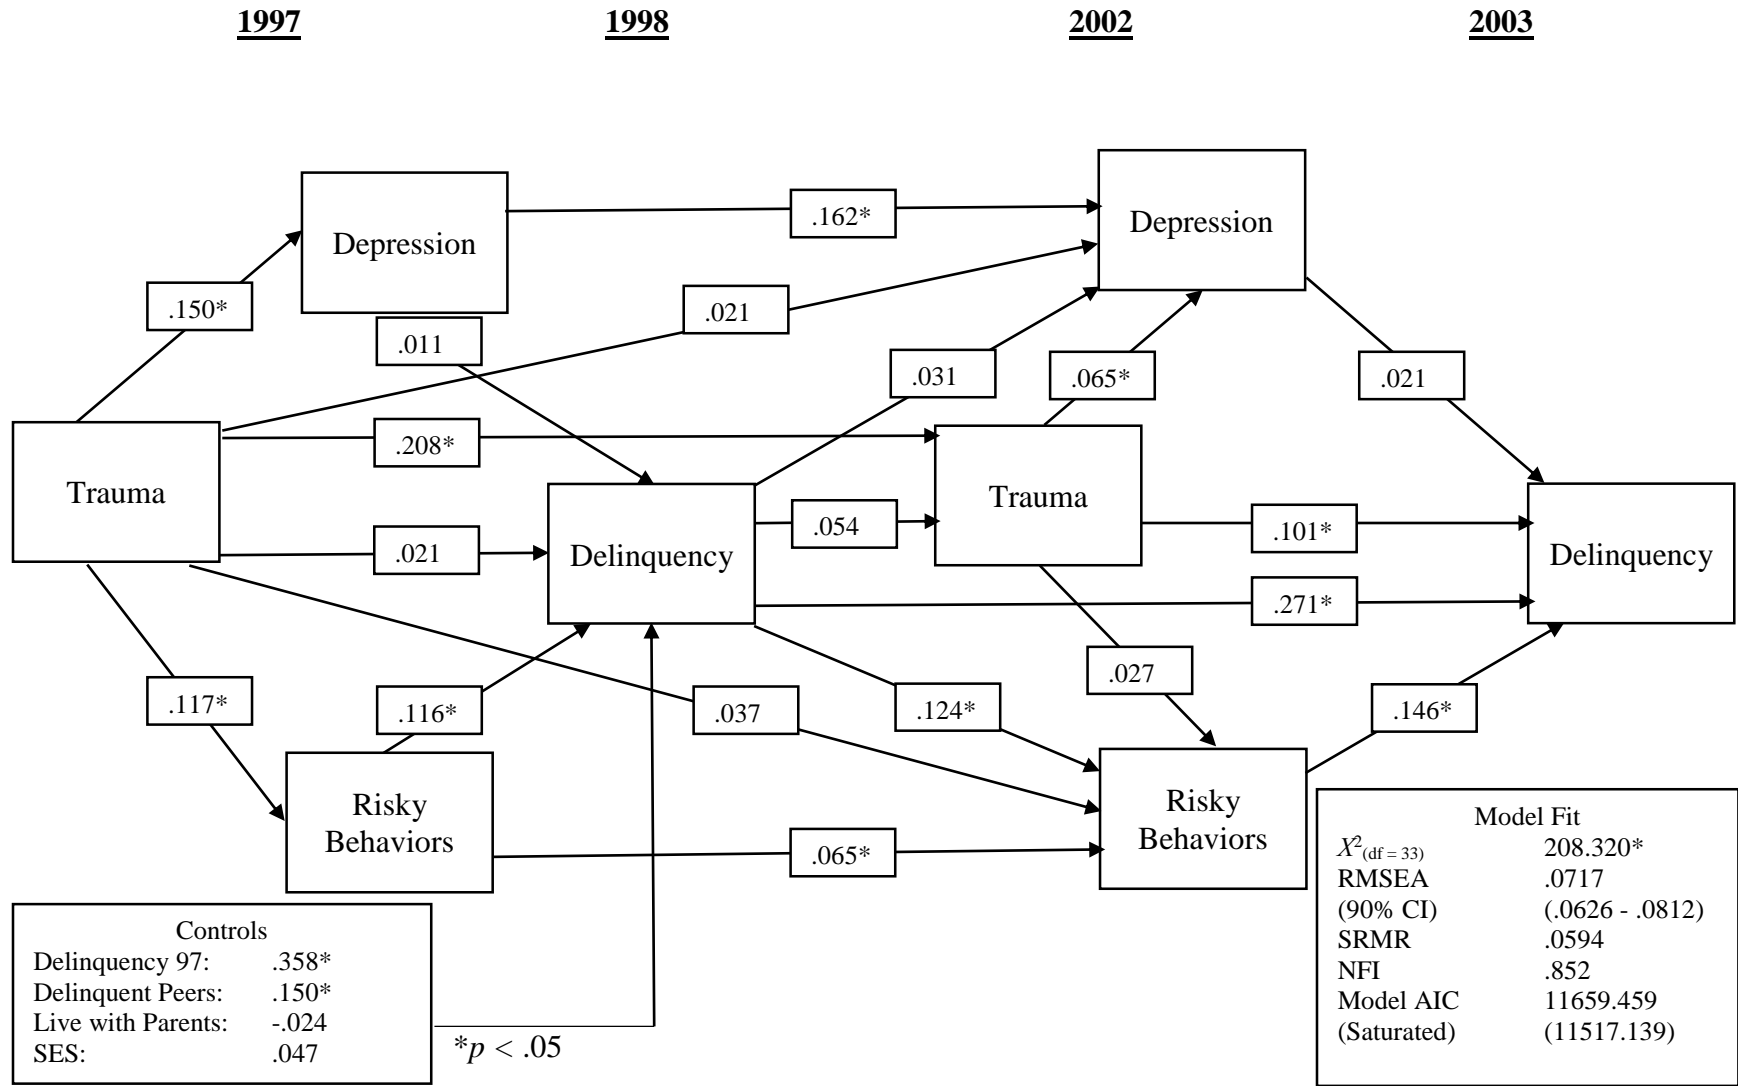 1997 1998 2002 2003
Depression
Depression
.162*
.150*
.021
.011
.031
.065*
.021
.208*
Trauma
Trauma
.054
.101*
.021
Delinquency
Delinquency
.271*
.027
.117*
.116*
.037
.124*
.146*
Risky
Behaviors
Risky
Behaviors
.065*
Controls
Delinquency 97: .358*
Delinquent Peers: .150*
Live with Parents: -.024
SES: .047
*p < .05
Model Fit
X²(df = 33) 208.320*
RMSEA .0717
(90% CI) (.0626 - .0812)
SRMR .0594
NFI .852
Model AIC 11659.459
(Saturated) (11517.139)